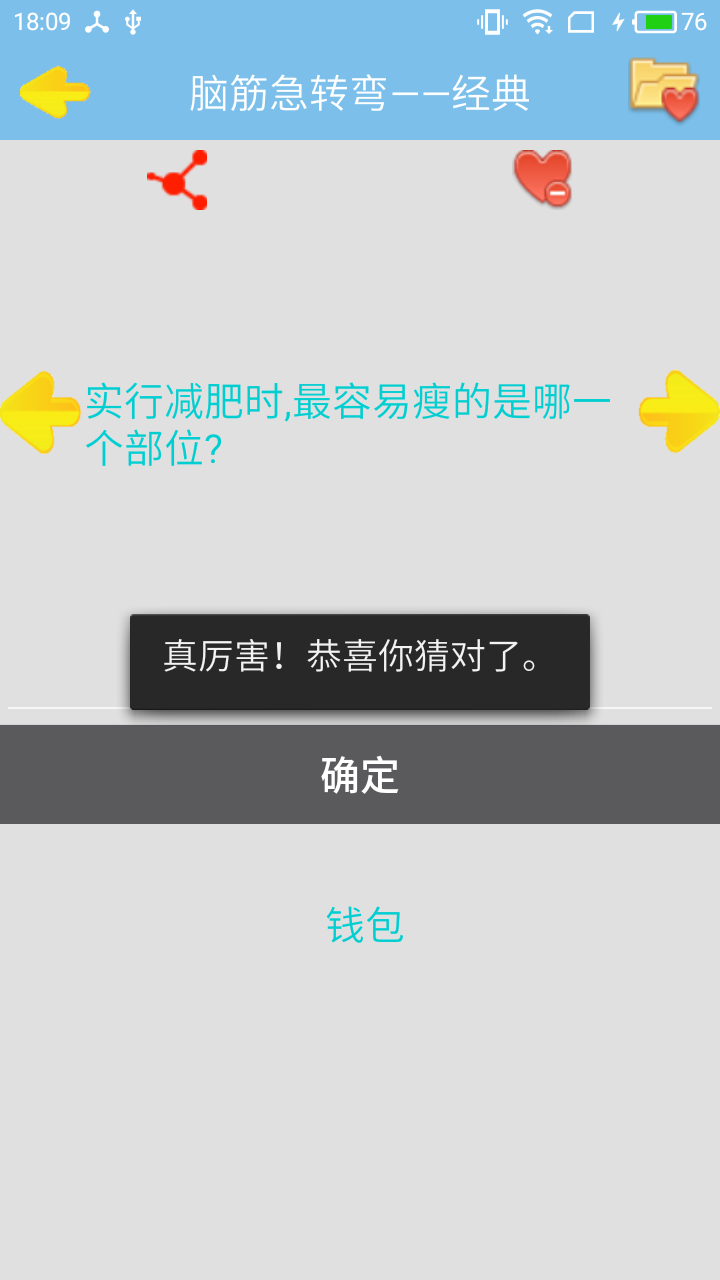 18:09
76
脑筋急转弯——经典
实行减肥时,最容易瘦的是哪一
个部位?
真厉害！恭喜你猜对了。
确定
钱包